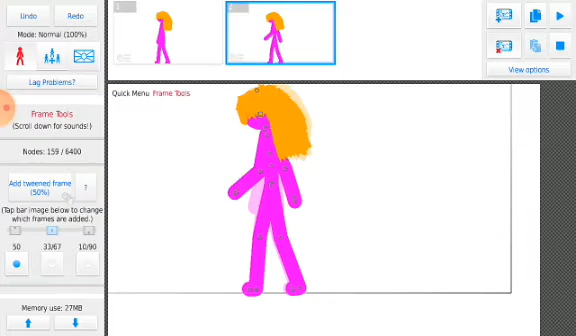 Undo
Redo
Mode: Normal (100%)
Lag Problems?
Frame Tools
(Scroll down for sounds!)
Nodes: 159 / 6400
Add tweened frame
(50%)
?
(Tap bar image below to change
which frames are added.)
50
33/67
10/90
Memory use: 27MB
1
2
Quick Menu
Frame Tools
View options